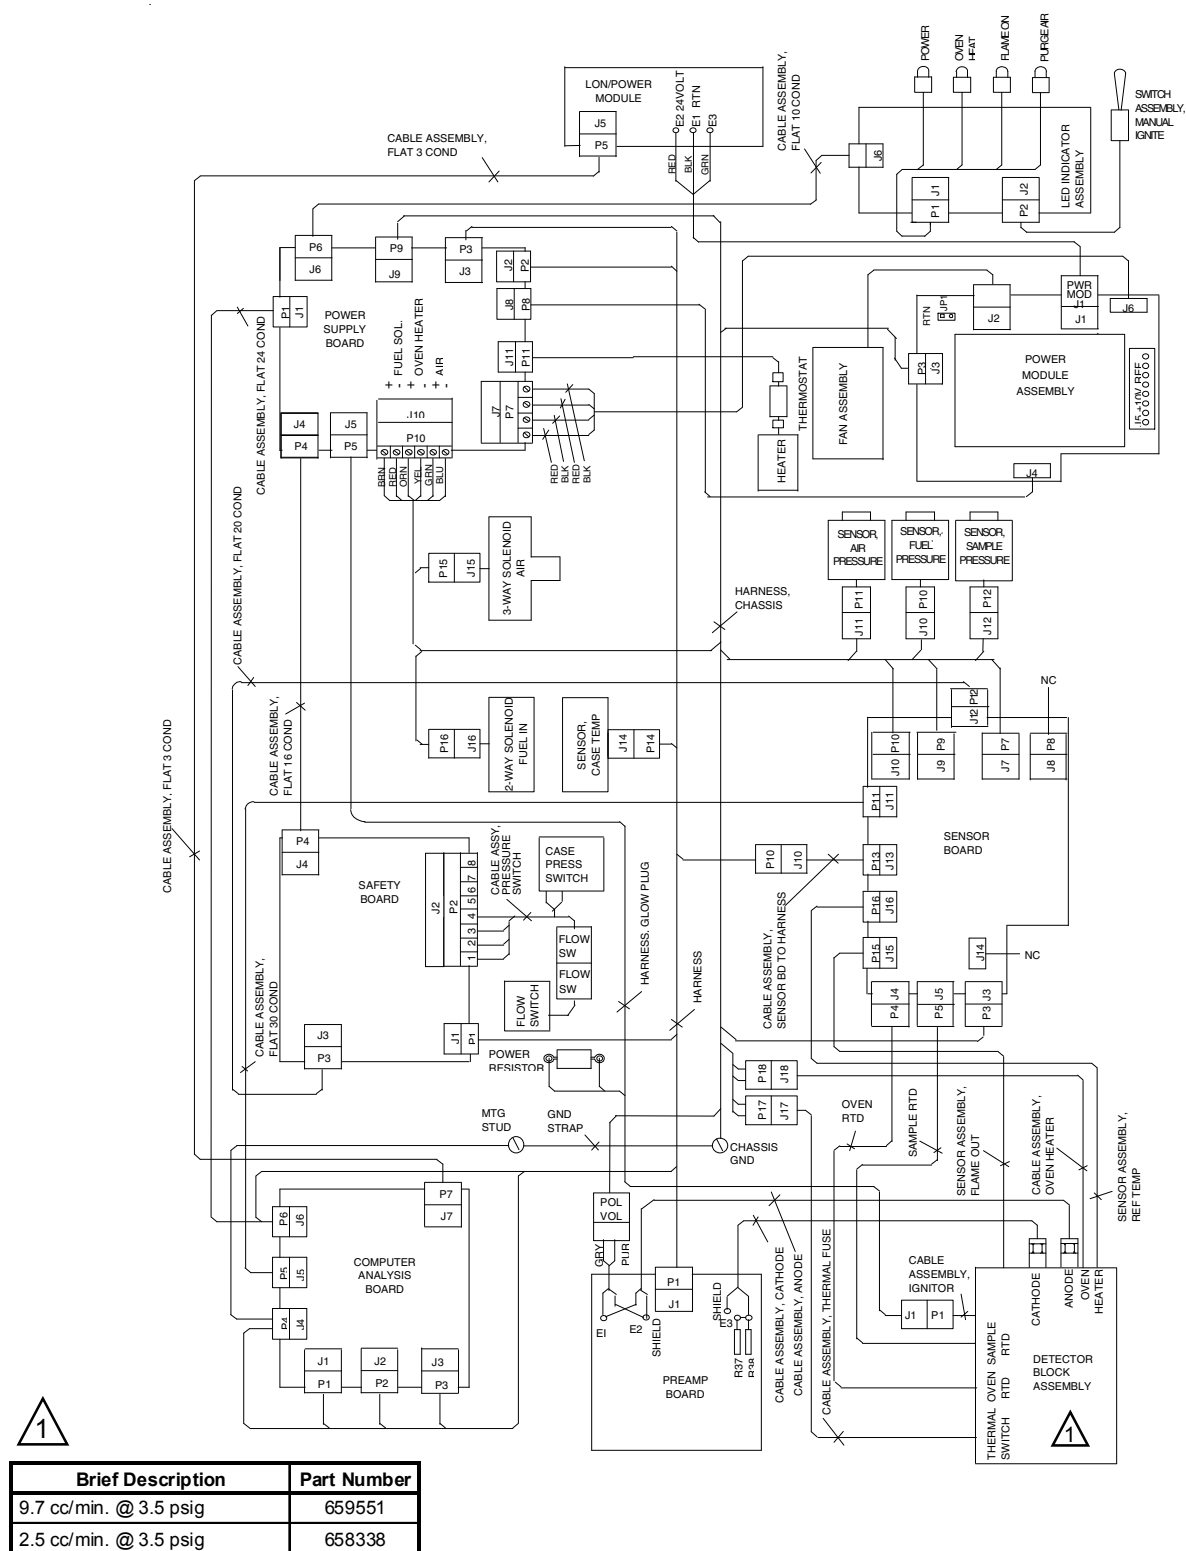 LON/POWER
MODULE
J5
P5
E2 24VOLT
E1 RTN
E3
RED
BLK
GRN
CABLE ASSEMBLY,
FLAT 3 COND
CABLE ASSEMBLY,
FLAT 10 COND
POWER
OVEN
HEAT
FLAME ON
PURGE AIR
SWITCH
ASSEMBLY,
MANUAL
IGNITE
J6
J1
P1
J2
P2
LED INDICATOR
ASSEMBLY
P6
J6
P9
J9
P3
J3
J2
P2
J8
P8
J11
P11
J7
P7
P1
J1
POWER
SUPPLY
BOARD
+ FUEL SOL.
-
+ OVEN HEATER
-
+ AIR
-
J10
P10
J4
P4
J5
P5
BRN
RED
ORN
YEL
GRN
BLU
RED
BLK
RED
BLK
CABLE ASSEMBLY, FLAT 24 COND
THERMOSTAT
HEATER
FAN ASSEMBLY
RTN
JP1
J2
PWR
MOD
J1
J1
J6
P3
J3
POWER
MODULE
ASSEMBLY
J5 +10V REF
J4
CABLE ASSEMBLY, FLAT 20 COND
P15
J15
3-WAY SOLENOID
AIR
HARNESS,
CHASSIS
SENSOR,
AIR
PRESSURE
SENSOR,
FUEL
PRESSURE
SENSOR,
SAMPLE
PRESSURE
P11
J11
P10
J10
P12
J12
CABLE ASSEMBLY, FLAT 3 COND
CABLE ASSEMBLY,
FLAT 16 COND
P16
J16
2-WAY SOLENOID
FUEL IN
SENSOR,
CASE TEMP
J14
P14
NC
P12
J12
P10
J10
P9
J9
P7
J7
P8
J8
P11
J11
P13
J13
P16
J16
P15
J15
SENSOR
BOARD
J14
NC
J4
P4
J5
P5
J3
P3
P10
J10
CABLE ASSEMBLY,
SENSOR BD TO HARNESS
P4
J4
SAFETY
BOARD
J2
P2
8
7
6
5
4
3
2
1
CABLE ASSY,
PRESSURE
SWITCH
CASE
PRESS
SWITCH
FLOW
SW
FLOW
SW
FLOW
SWITCH
HARNESS, GLOW PLUG
HARNESS
CABLE ASSEMBLY,
FLAT 30 COND
J3
P3
J1
P1
POWER
RESISTOR
P18
J18
P17
J17
MTG
STUD
GND
STRAP
CHASSIS
GND
OVEN
RTD
SAMPLE RTD
SENSOR ASSEMBLY,
FLAME OUT
CABLE ASSEMBLY,
OVEN HEATER
SENSOR ASSEMBLY,
REF TEMP
P7
J7
P6
J6
P5
J5
P4
J4
COMPUTER
ANALYSIS
BOARD
J1
P1
J2
P2
J3
P3
POL
VOL
GRY
PUR
P1
J1
E1
E2
SHIELD
SHIELD
E3
R37
R38
PREAMP
BOARD
CABLE ASSEMBLY, CATHODE
CABLE ASSEMBLY, ANODE
CABLE ASSEMBLY, THERMAL FUSE
CABLE
ASSEMBLY,
IGNITOR
J1
P1
CATHODE
ANODE
OVEN
HEATER
SAMPLE
RTD
OVEN
RTD
THERMAL
SWITCH
DETECTOR
BLOCK
ASSEMBLY
1
1
Brief Description Part Number
9.7 cc/min. @ 3.5 psig 659551
2.5 cc/min. @ 3.5 psig 658338